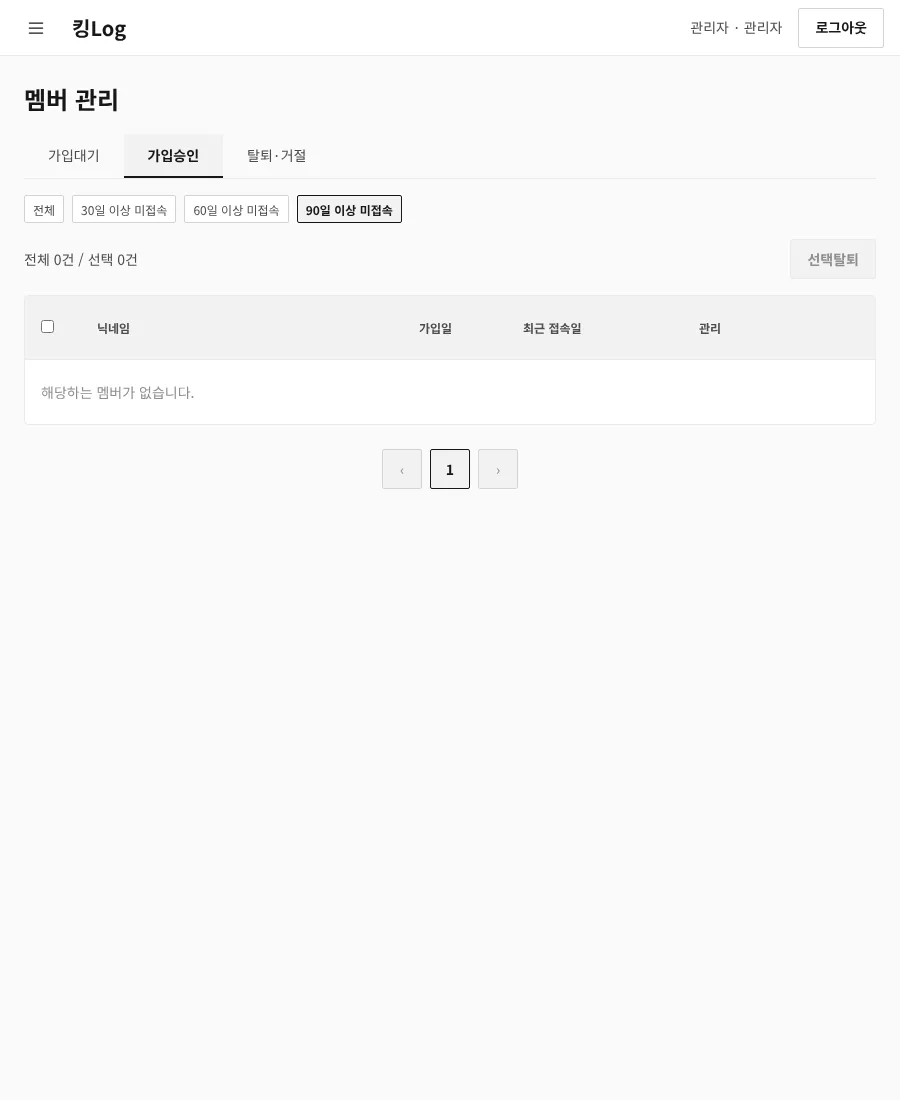 킹Log
관리자 · 관리자
로그아웃
멤버 관리
가입대기 가입승인 탈퇴·거절
전체 30일 이상 미접속 60일 이상 미접속 90일 이상 미접속
전체 0건 / 선택 0건
선택탈퇴
닉네임 가입일 최근 접속일 관리
해당하는 멤버가 없습니다.
‹ 1 ›